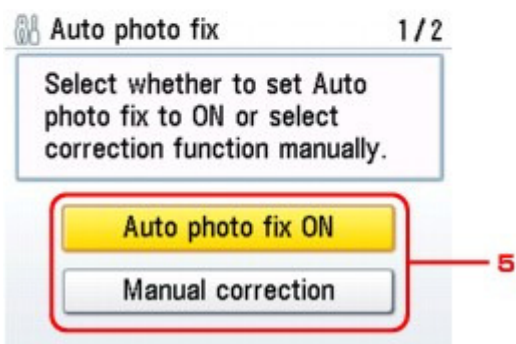 Auto photo fix 1/2
Select whether to set Auto
photo fix to ON or select
correction function manually.
Auto photo fix ON
5
Manual correction